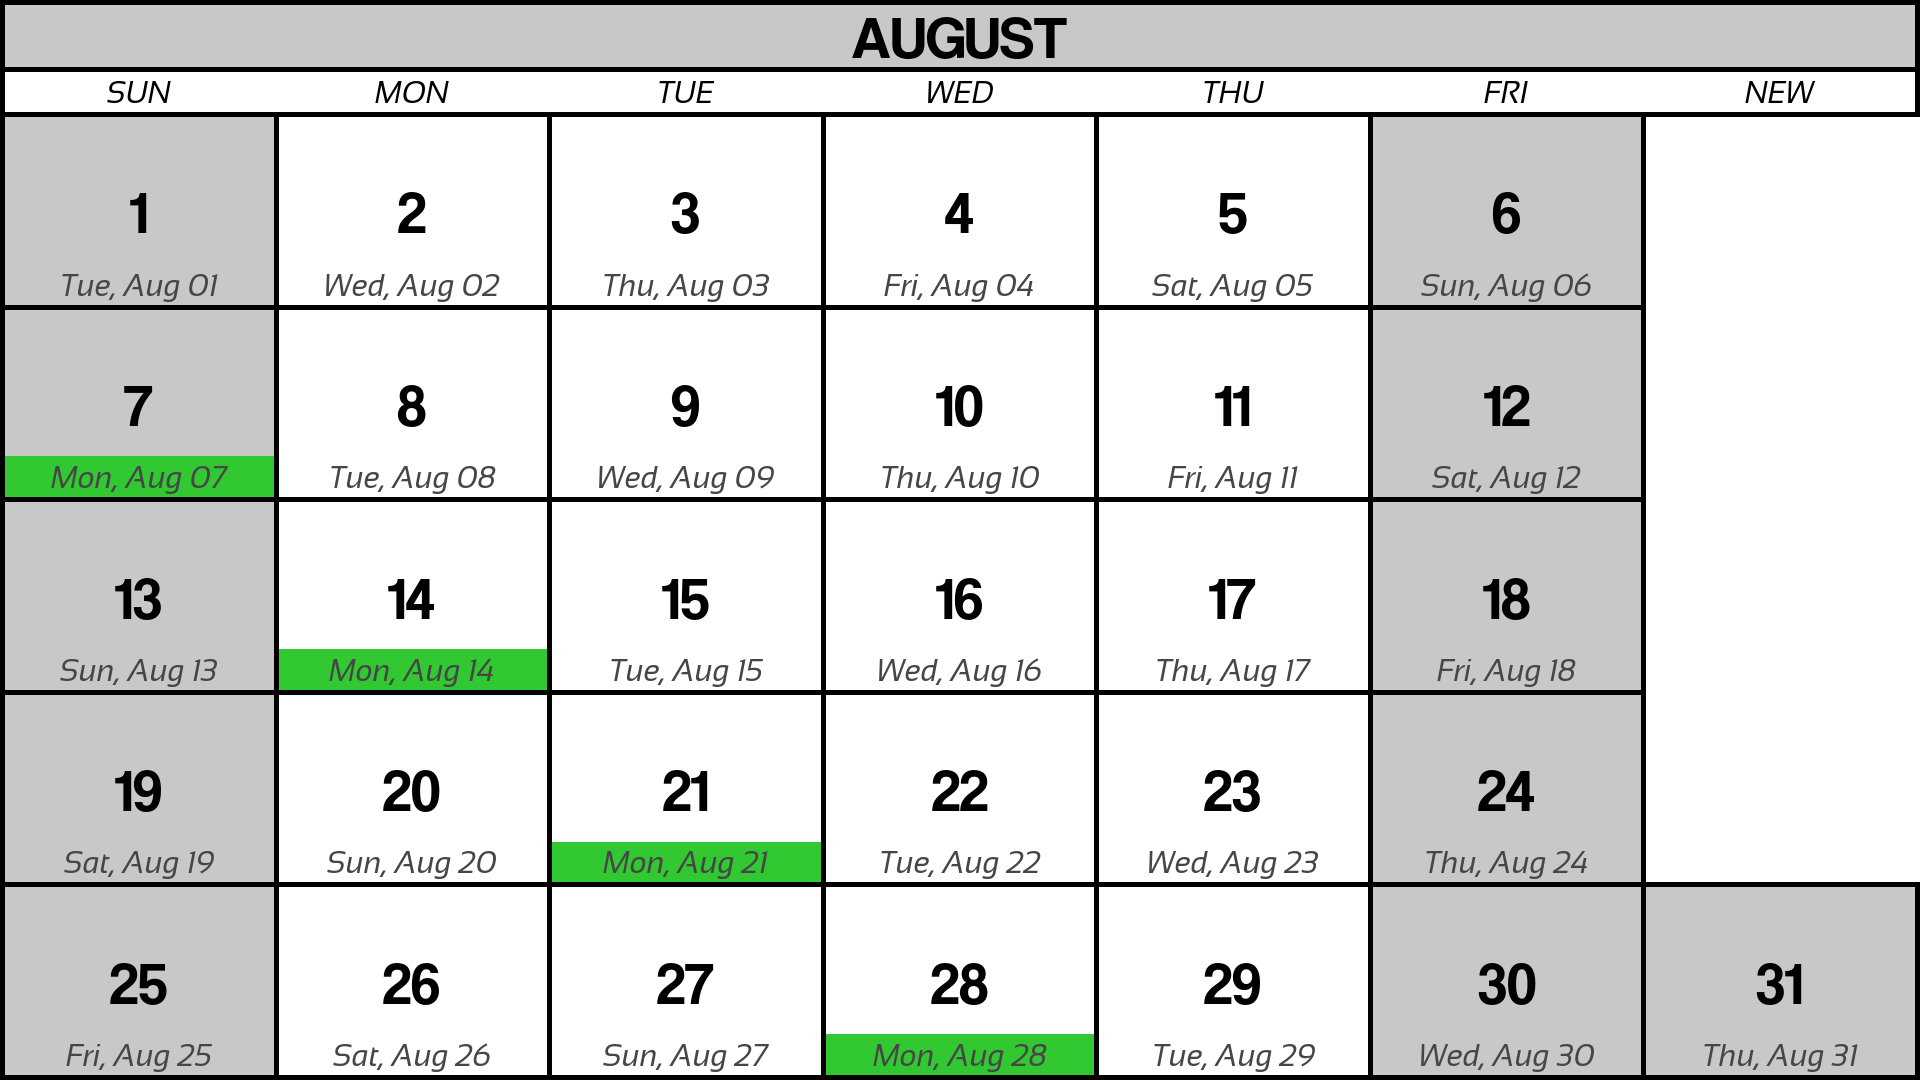 AUGUST
SUN MON TUE WED THU FRI NEW
1 2 3 4 5 6
Tue, Aug 01 Wed, Aug 02 Thu, Aug 03 Fri, Aug 04 Sat, Aug 05 Sun, Aug 06
7 8 9 10 11 12
Mon, Aug 07 Tue, Aug 08 Wed, Aug 09 Thu, Aug 10 Fri, Aug 11 Sat, Aug 12
13 14 15 16 17 18
Sun, Aug 13 Mon, Aug 14 Tue, Aug 15 Wed, Aug 16 Thu, Aug 17 Fri, Aug 18
19 20 21 22 23 24
Sat, Aug 19 Sun, Aug 20 Mon, Aug 21 Tue, Aug 22 Wed, Aug 23 Thu, Aug 24
25 26 27 28 29 30 31
Fri, Aug 25 Sat, Aug 26 Sun, Aug 27 Mon, Aug 28 Tue, Aug 29 Wed, Aug 30 Thu, Aug 31